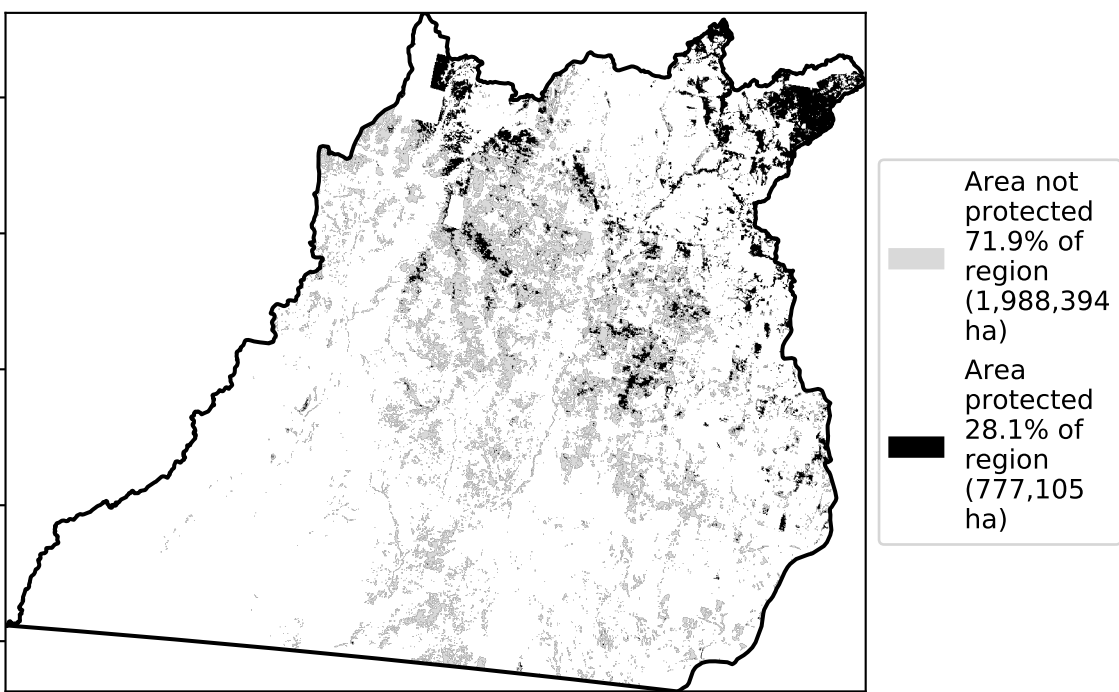 Area not
protected
71.9% of
region
(1,988,394
ha)
Area
protected
28.1% of
region
(777,105
ha)